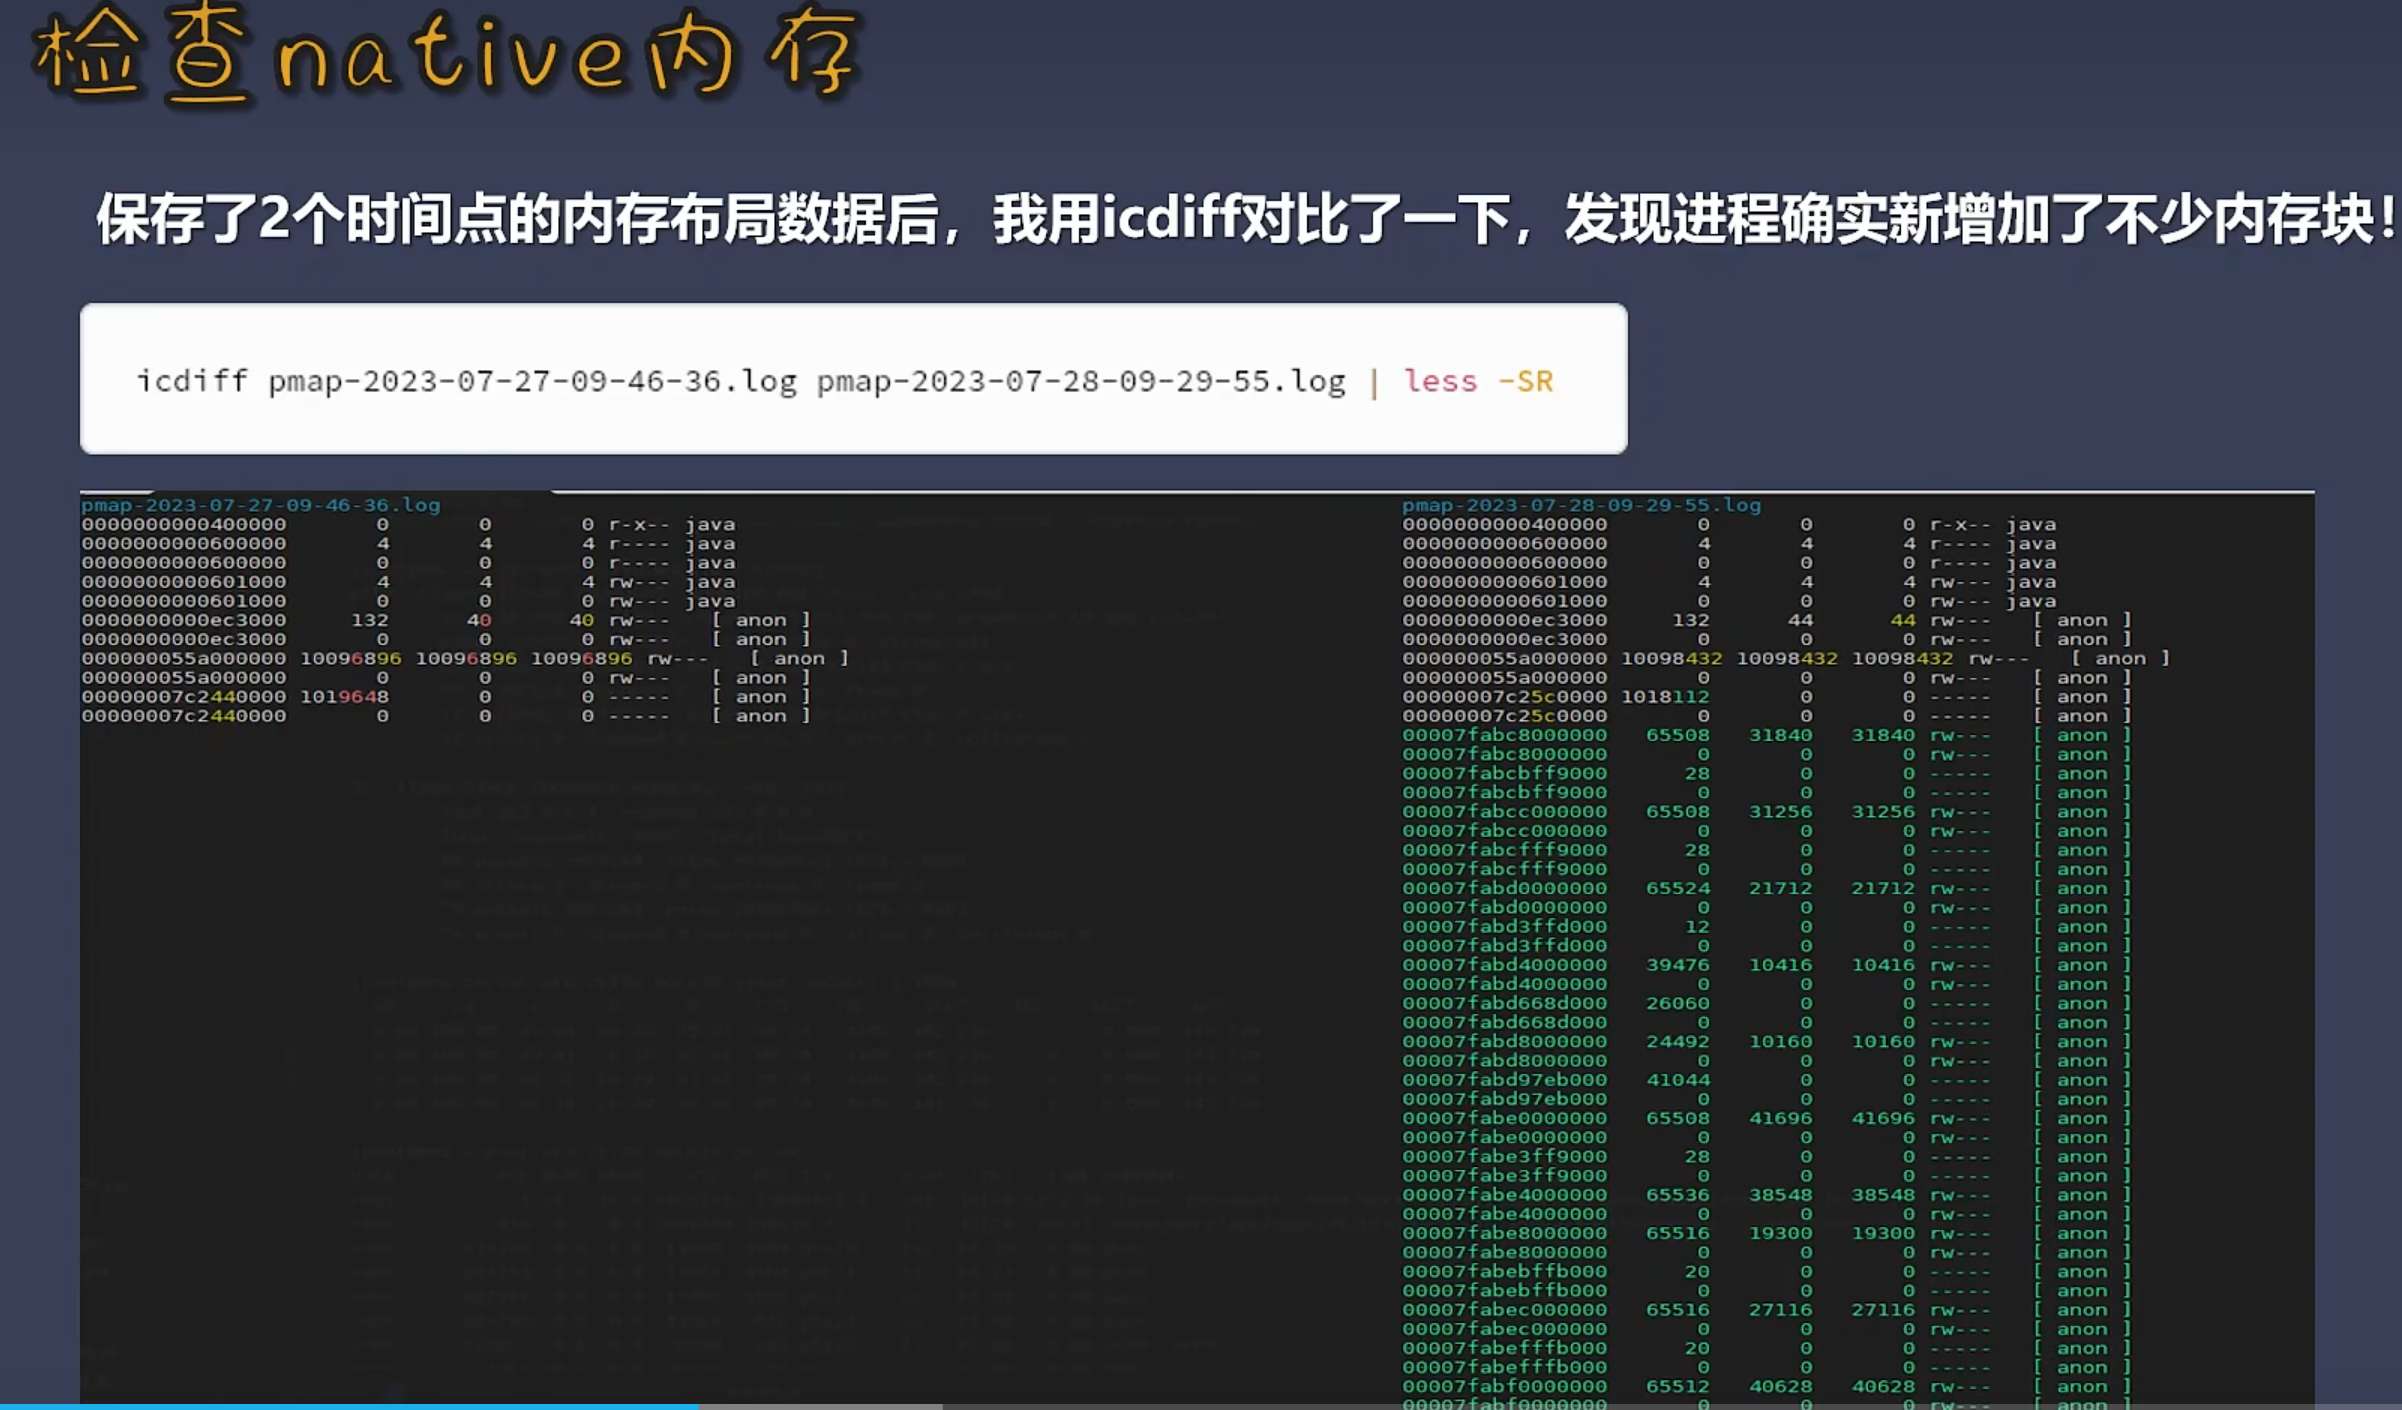 检查native内存
保存了2个时间点的内存布局数据后，我用icdiff对比了一下，发现进程确实新增加了不少内存块！
icdiff pmap-2023-07-27-09-46-36.log pmap-2023-07-28-09-29-55.log | less -SR
pmap-2023-07-27-09-46-36.log pmap-2023-07-28-09-29-55.log
0000000000400000 0 0 0 r-x-- java 0000000000400000 0 0 0 r-x-- java
0000000000600000 4 4 4 r---- java 0000000000600000 4 4 4 r---- java
0000000000600000 0 0 0 r---- java 0000000000600000 0 0 0 r---- java
0000000000601000 4 4 4 rw--- java 0000000000601000 4 4 4 rw--- java
0000000000601000 0 0 0 rw--- java 0000000000601000 0 0 0 rw--- java
0000000000ec3000 132 40 40 rw--- [ anon ] 0000000000ec3000 132 44 44 rw--- [ anon ]
0000000000ec3000 0 0 0 rw--- [ anon ] 0000000000ec3000 0 0 0 rw--- [ anon ]
000000055a000000 10096896 10096896 10096896 rw--- [ anon ] 000000055a000000 10098432 10098432 10098432 rw--- [ anon ]
000000055a000000 0 0 0 rw--- [ anon ] 000000055a000000 0 0 0 rw--- [ anon ]
00000007c2440000 1019648 0 0 ----- [ anon ] 00000007c25c0000 1018112 0 0 ----- [ anon ]
00000007c2440000 0 0 0 ----- [ anon ] 00000007c25c0000 0 0 0 ----- [ anon ]
00007fabc8000000 65508 31840 31840 rw--- [ anon ]
00007fabc8000000 0 0 0 rw--- [ anon ]
00007fabcbff9000 28 0 0 ----- [ anon ]
00007fabcbff9000 0 0 0 ----- [ anon ]
00007fabcc000000 65508 31256 31256 rw--- [ anon ]
00007fabcc000000 0 0 0 rw--- [ anon ]
00007fabcfff9000 28 0 0 ----- [ anon ]
00007fabcfff9000 0 0 0 ----- [ anon ]
00007fabd0000000 65524 21712 21712 rw--- [ anon ]
00007fabd0000000 0 0 0 rw--- [ anon ]
00007fabd3ffd000 12 0 0 ----- [ anon ]
00007fabd3ffd000 0 0 0 ----- [ anon ]
00007fabd4000000 39476 10416 10416 rw--- [ anon ]
00007fabd4000000 0 0 0 rw--- [ anon ]
00007fabd668d000 26060 0 0 ----- [ anon ]
00007fabd668d000 0 0 0 ----- [ anon ]
00007fabd8000000 24492 10160 10160 rw--- [ anon ]
00007fabd8000000 0 0 0 rw--- [ anon ]
00007fabd97eb000 41044 0 0 ----- [ anon ]
00007fabd97eb000 0 0 0 ----- [ anon ]
00007fabe0000000 65508 41696 41696 rw--- [ anon ]
00007fabe0000000 0 0 0 rw--- [ anon ]
00007fabe3ff9000 28 0 0 ----- [ anon ]
00007fabe3ff9000 0 0 0 ----- [ anon ]
00007fabe4000000 65536 38548 38548 rw--- [ anon ]
00007fabe4000000 0 0 0 rw--- [ anon ]
00007fabe8000000 65516 19300 19300 rw--- [ anon ]
00007fabe8000000 0 0 0 rw--- [ anon ]
00007fabebffb000 20 0 0 ----- [ anon ]
00007fabebffb000 0 0 0 ----- [ anon ]
00007fabec000000 65516 27116 27116 rw--- [ anon ]
00007fabec000000 0 0 0 rw--- [ anon ]
00007fabefffb000 20 0 0 ----- [ anon ]
00007fabefffb000 0 0 0 ----- [ anon ]
00007fabf0000000 65512 40628 40628 rw--- [ anon ]
00007fabf0000000 0 0 0 rw--- [ anon ]